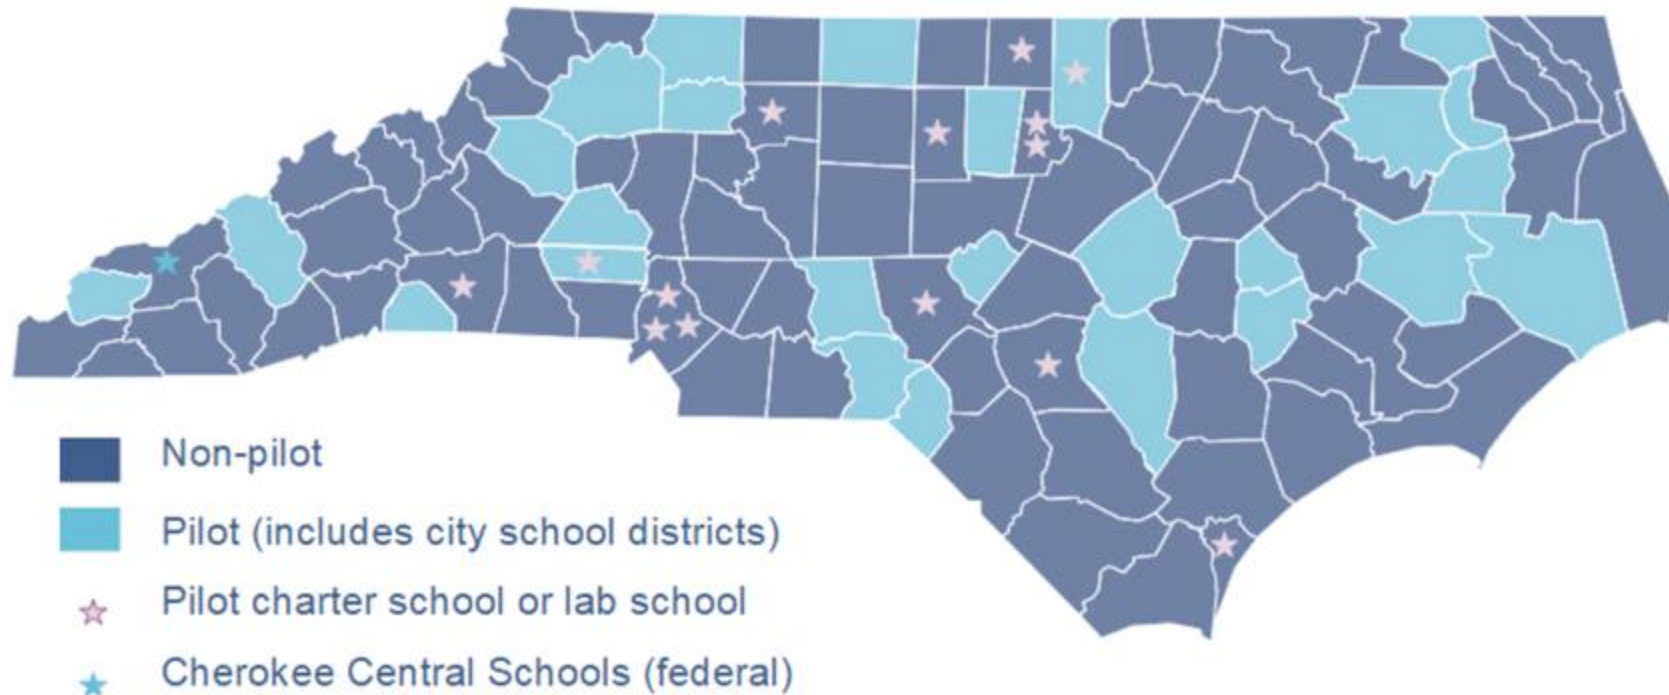 Non-pilot
Pilot (includes city school districts)
Pilot charter school or lab school
Cherokee Central Schools (federal)